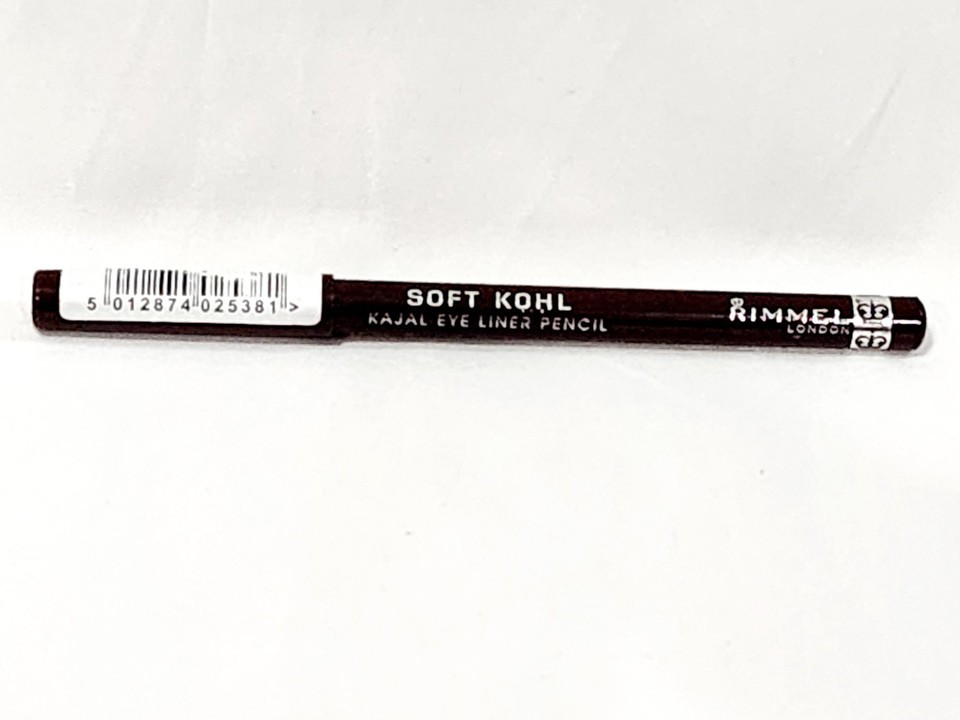 5 012874 025381 >
SOFT KOHL
KAJAL EYE LINER PENCIL
RIMMEL
LONDON